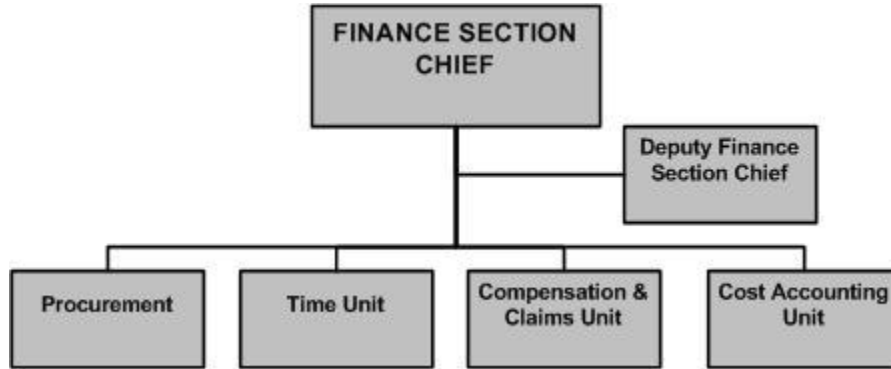 FINANCE SECTION
CHIEF
Deputy Finance
Section Chief
Procurement
Time Unit
Compensation &
Claims Unit
Cost Accounting
Unit